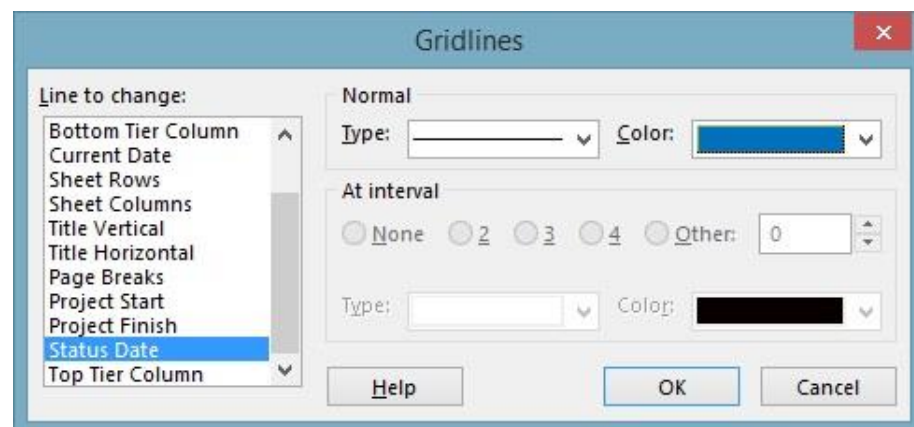 Gridlines
Line to change:
Bottom Tier Column
Current Date
Sheet Rows
Sheet Columns
Title Vertical
Title Horizontal
Page Breaks
Project Start
Project Finish
Status Date
Top Tier Column
Normal
Type:
Color:
At interval
None 2 3 4 Other: 0
Type:
Color:
Help
OK
Cancel